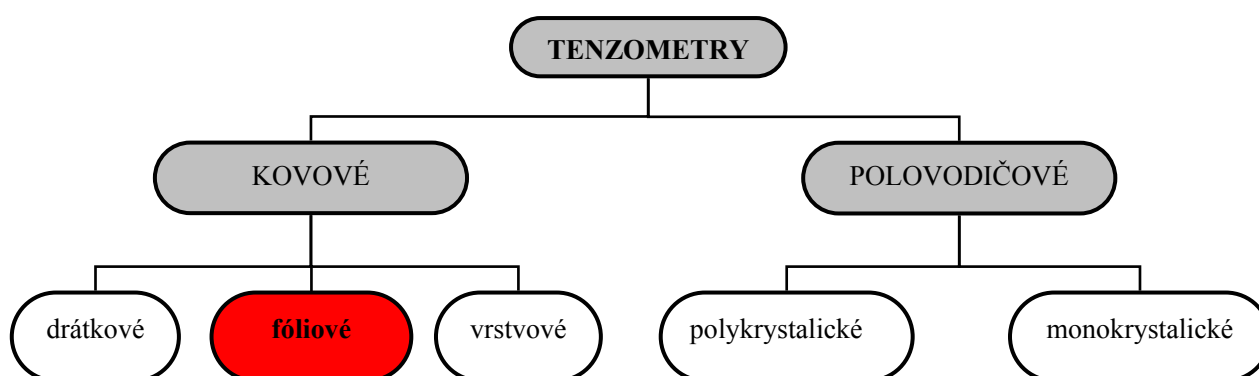 TENZOMETRY
KOVOVÉ
POLOVODIČOVÉ
drátkové
fóliové
vrstvové
polykrystalické
monokrystalické